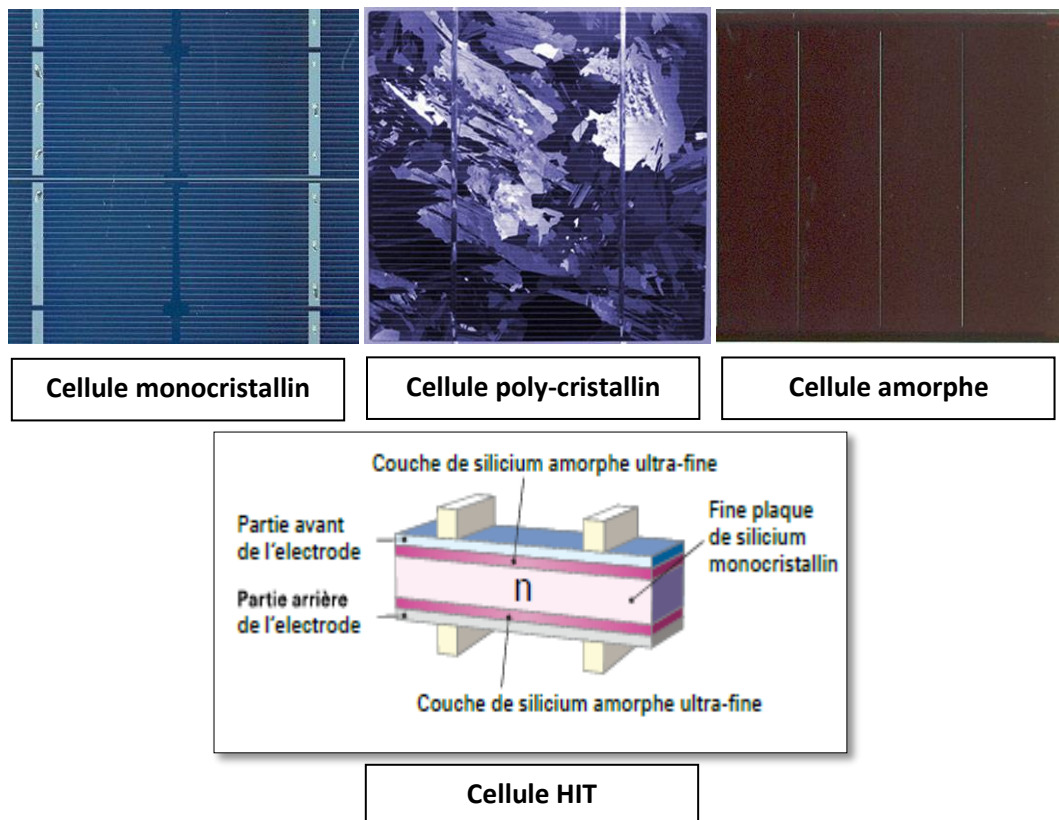 Cellule monocristallin
Cellule poly-cristallin
Cellule amorphe
Couche de silicium amorphe ultra-fine
Partie avant
de l'electrode
Fine plaque
de silicium
monocristallin
n
Partie arrière
de l'electrode
Couche de silicium amorphe ultra-fine
Cellule HIT